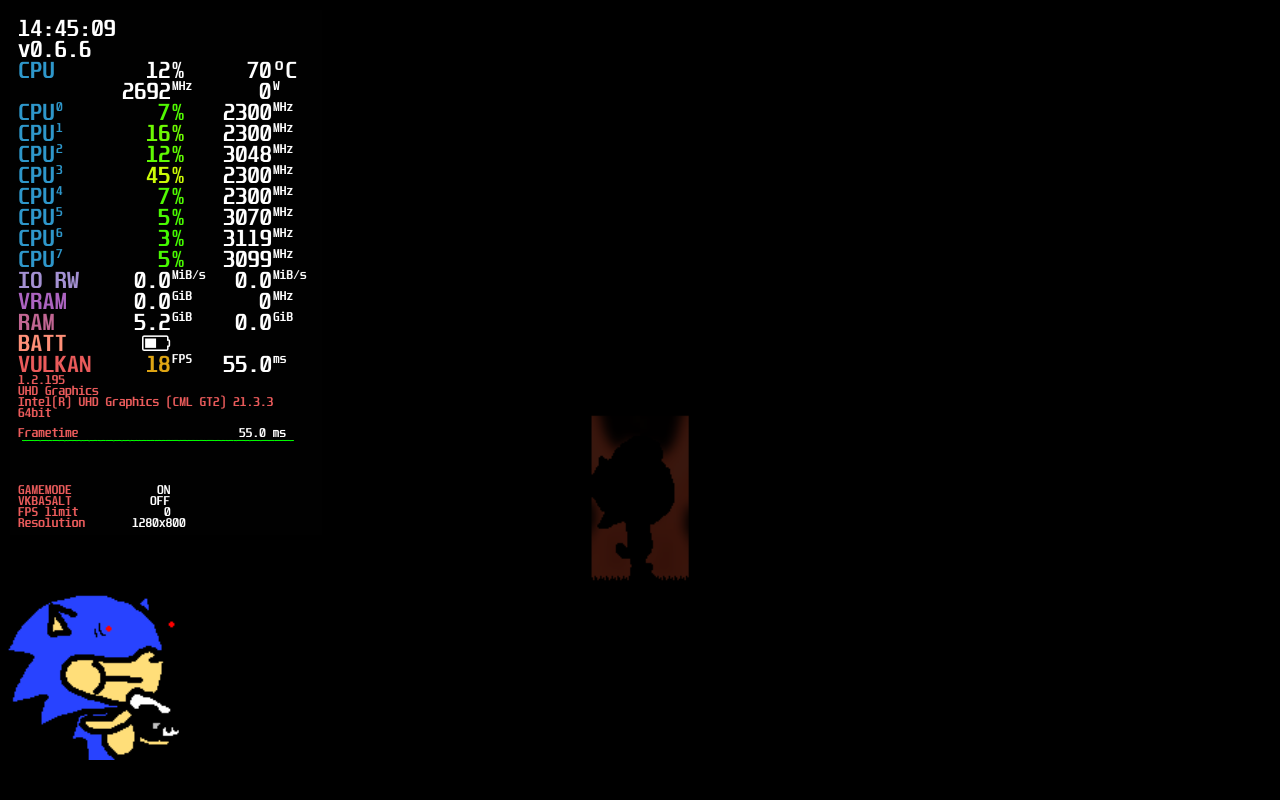 14:45:09
v0.6.6
CPU 12% 70°C
2692MHz 0W
CPU0 7% 2300MHz
CPU1 16% 2300MHz
CPU2 12% 3048MHz
CPU3 45% 2300MHz
CPU4 7% 2300MHz
CPU5 5% 3070MHz
CPU6 3% 3119MHz
CPU7 5% 3099MHz
IO RW 0.0MiB/s 0.0MiB/s
VRAM 0.0GiB 0MHz
RAM 5.2GiB 0.0GiB
BATT
VULKAN 18FPS 55.0ms
1.2.195
UHD Graphics
Intel(R) UHD Graphics (CML GT2) 21.3.3
64bit
Frametime 55.0 ms
GAMEMODE ON
VKBASALT OFF
FPS limit 0
Resolution 1280x800